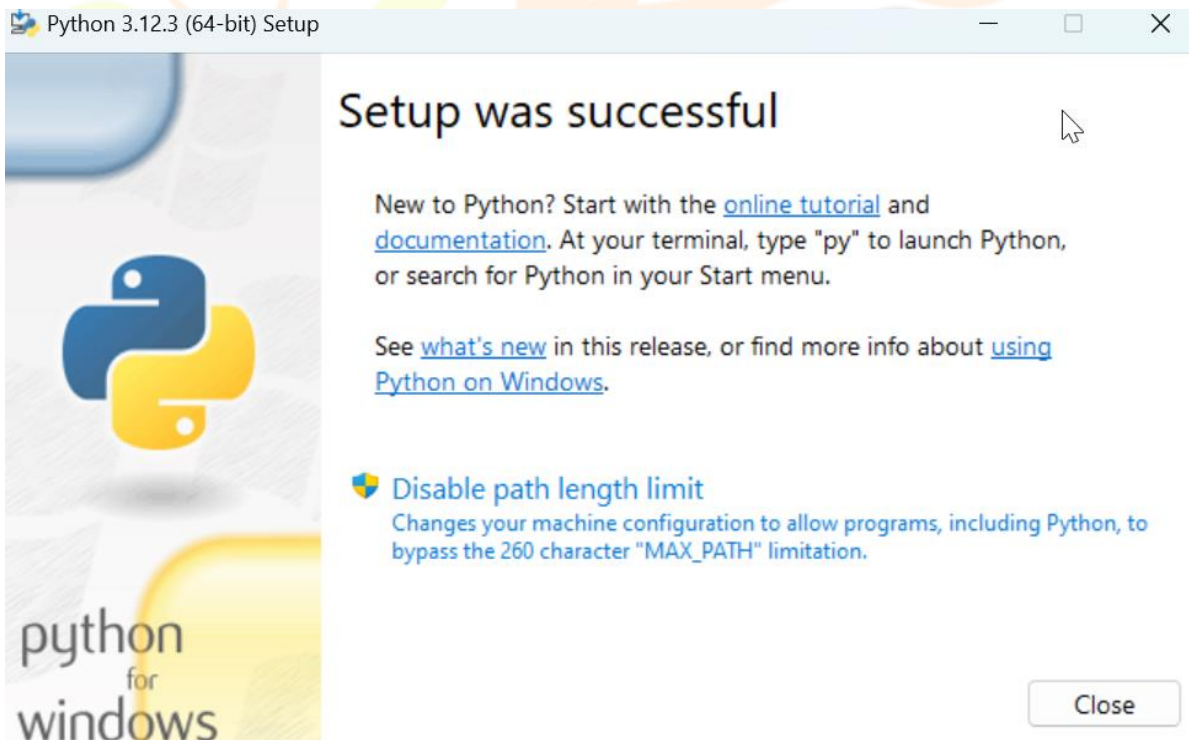 Python 3.12.3 (64-bit) Setup
Setup was successful
New to Python? Start with the online tutorial and
documentation. At your terminal, type "py" to launch Python,
or search for Python in your Start menu.
See what's new in this release, or find more info about using
Python on Windows.
Disable path length limit
Changes your machine configuration to allow programs, including Python, to
bypass the 260 character "MAX_PATH" limitation.
python
for
windows
Close